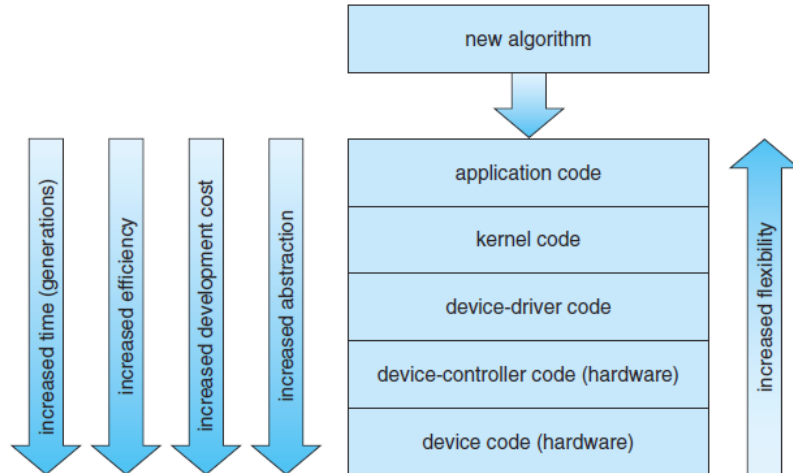 new algorithm
increased time (generations)
increased efficiency
increased development cost
increased abstraction
application code
kernel code
device-driver code
device-controller code (hardware)
device code (hardware)
increased flexibility